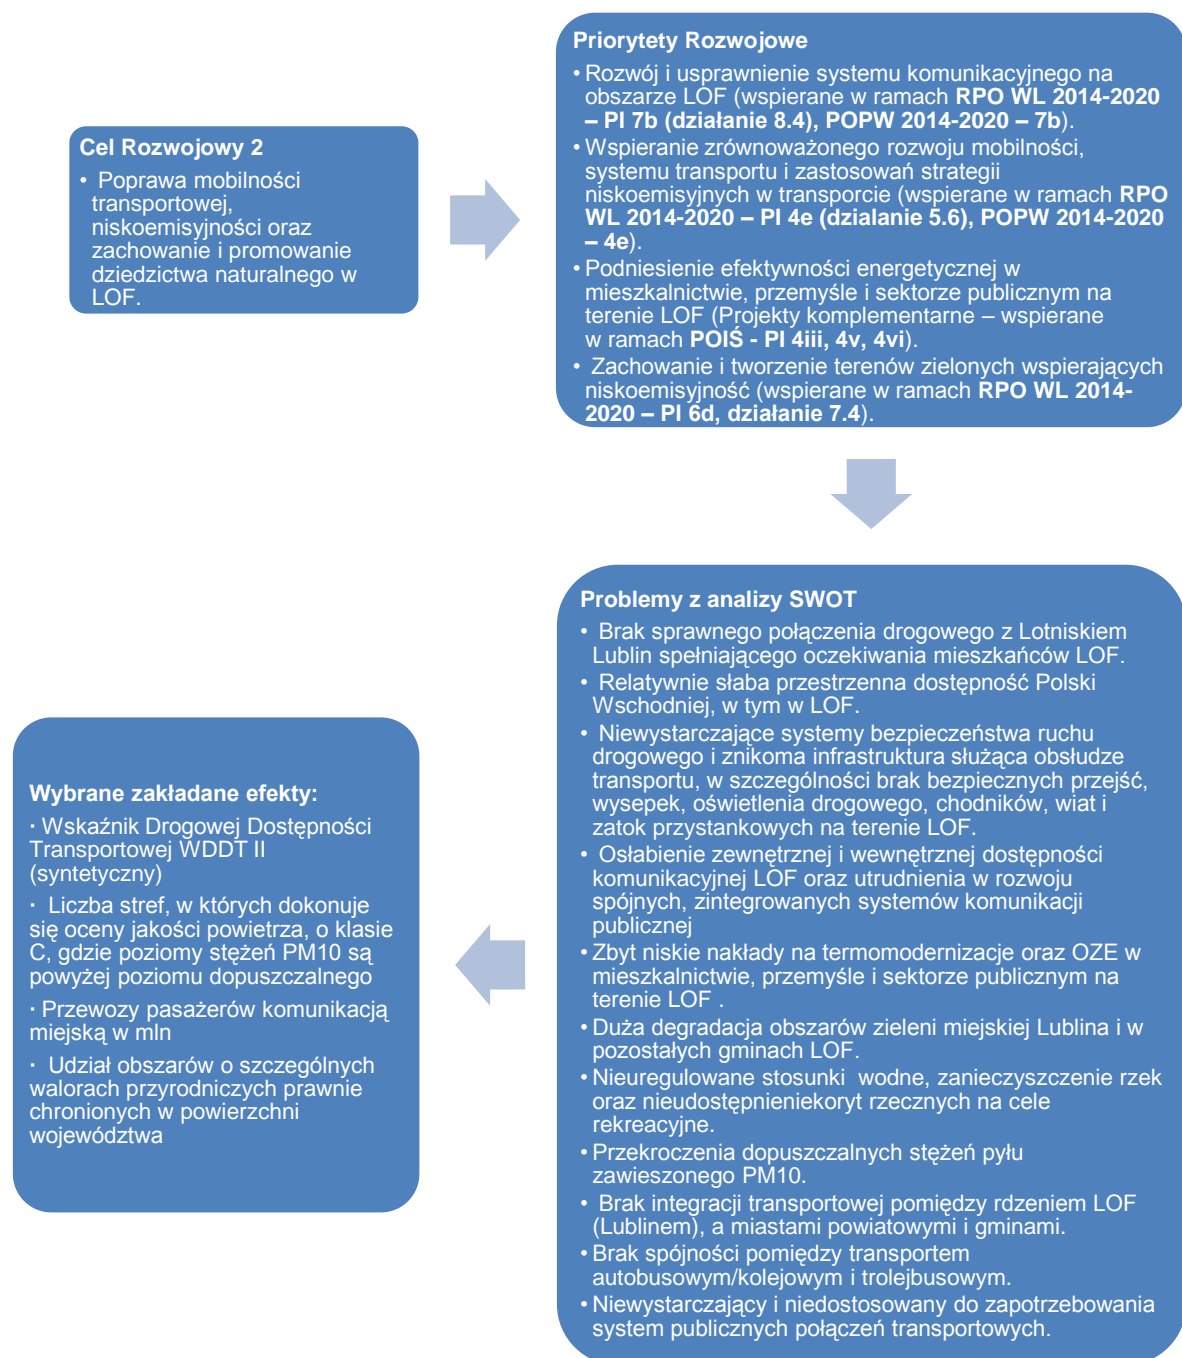 Cel Rozwojowy 2
• Poprawa mobilności
transportowej,
niskoemisyjności oraz
zachowanie i promowanie
dziedzictwa naturalnego w
LOF.
Priorytety Rozwojowe
• Rozwój i usprawnienie systemu komunikacyjnego na
obszarze LOF (wspierane w ramach RPO WL 2014-2020
– PI 7b (działanie 8.4), POPW 2014-2020 – 7b).
• Wspieranie zrównoważonego rozwoju mobilności,
systemu transportu i zastosowań strategii
niskoemisyjnych w transporcie (wspierane w ramach RPO
WL 2014-2020 – PI 4e (dzialanie 5.6), POPW 2014-2020
– 4e).
• Podniesienie efektywności energetycznej w
mieszkalnictwie, przemyśle i sektorze publicznym na
terenie LOF (Projekty komplementarne – wspierane
w ramach POIŚ - PI 4iii, 4v, 4vi).
• Zachowanie i tworzenie terenów zielonych wspierających
niskoemisyjność (wspierane w ramach RPO WL 2014-
2020 – PI 6d, działanie 7.4).
Problemy z analizy SWOT
• Brak sprawnego połączenia drogowego z Lotniskiem
Lublin spełniającego oczekiwania mieszkańców LOF.
• Relatywnie słaba przestrzenna dostępność Polski
Wschodniej, w tym w LOF.
• Niewystarczające systemy bezpieczeństwa ruchu
drogowego i znikoma infrastruktura służąca obsłudze
transportu, w szczególności brak bezpiecznych przejść,
wysepek, oświetlenia drogowego, chodników, wiat i
zatok przystankowych na terenie LOF.
• Osłabienie zewnętrznej i wewnętrznej dostępności
komunikacyjnej LOF oraz utrudnienia w rozwoju
spójnych, zintegrowanych systemów komunikacji
publicznej
• Zbyt niskie nakłady na termomodernizacje oraz OZE w
mieszkalnictwie, przemyśle i sektorze publicznym na
terenie LOF .
• Duża degradacja obszarów zieleni miejskiej Lublina i w
pozostałych gminach LOF.
• Nieuregulowane stosunki wodne, zanieczyszczenie rzek
oraz nieudostępnieniekoryt rzecznych na cele
rekreacyjne.
• Przekroczenia dopuszczalnych stężeń pyłu
zawieszonego PM10.
• Brak integracji transportowej pomiędzy rdzeniem LOF
(Lublinem), a miastami powiatowymi i gminami.
• Brak spójności pomiędzy transportem
autobusowym/kolejowym i trolejbusowym.
• Niewystarczający i niedostosowany do zapotrzebowania
system publicznych połączeń transportowych.
Wybrane zakładane efekty:
· Wskaźnik Drogowej Dostępności
Transportowej WDDT II
(syntetyczny)
· Liczba stref, w których dokonuje
się oceny jakości powietrza, o klasie
C, gdzie poziomy stężeń PM10 są
powyżej poziomu dopuszczalnego
· Przewozy pasażerów komunikacją
miejską w mln
· Udział obszarów o szczególnych
walorach przyrodniczych prawnie
chronionych w powierzchni
województwa